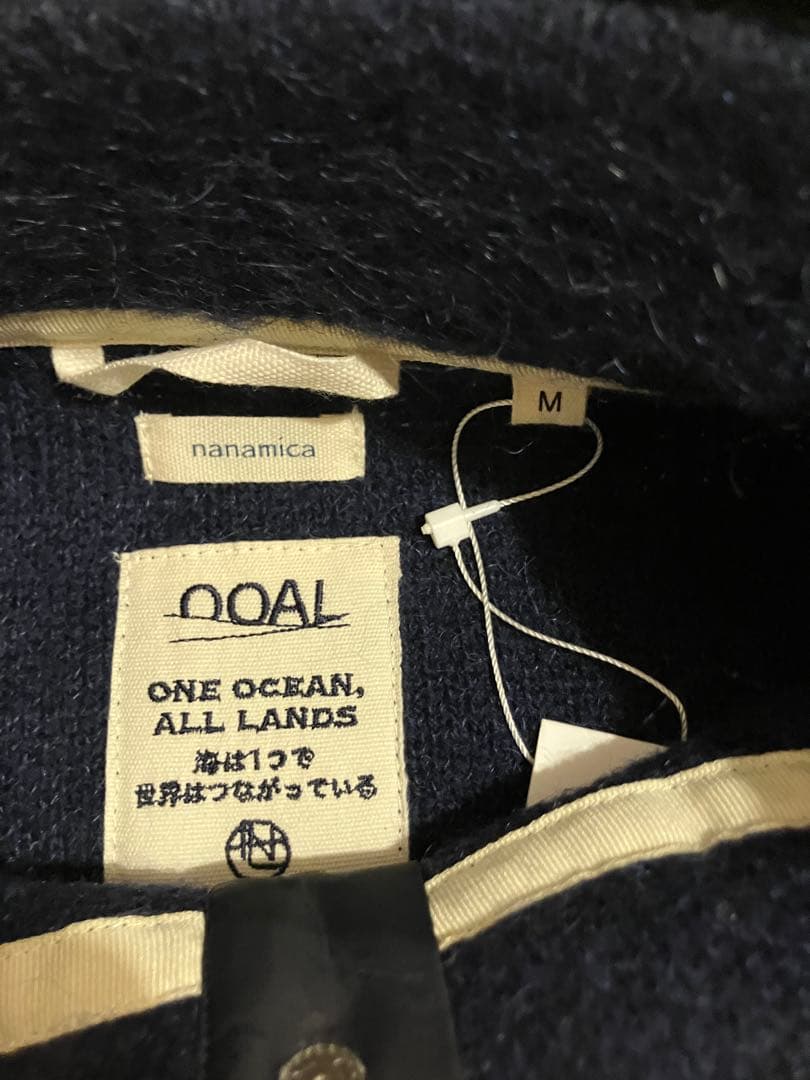 M
nanamica
OOAL
ONE OCEAN,
ALL LANDS
海は1つで
世界はつながっている